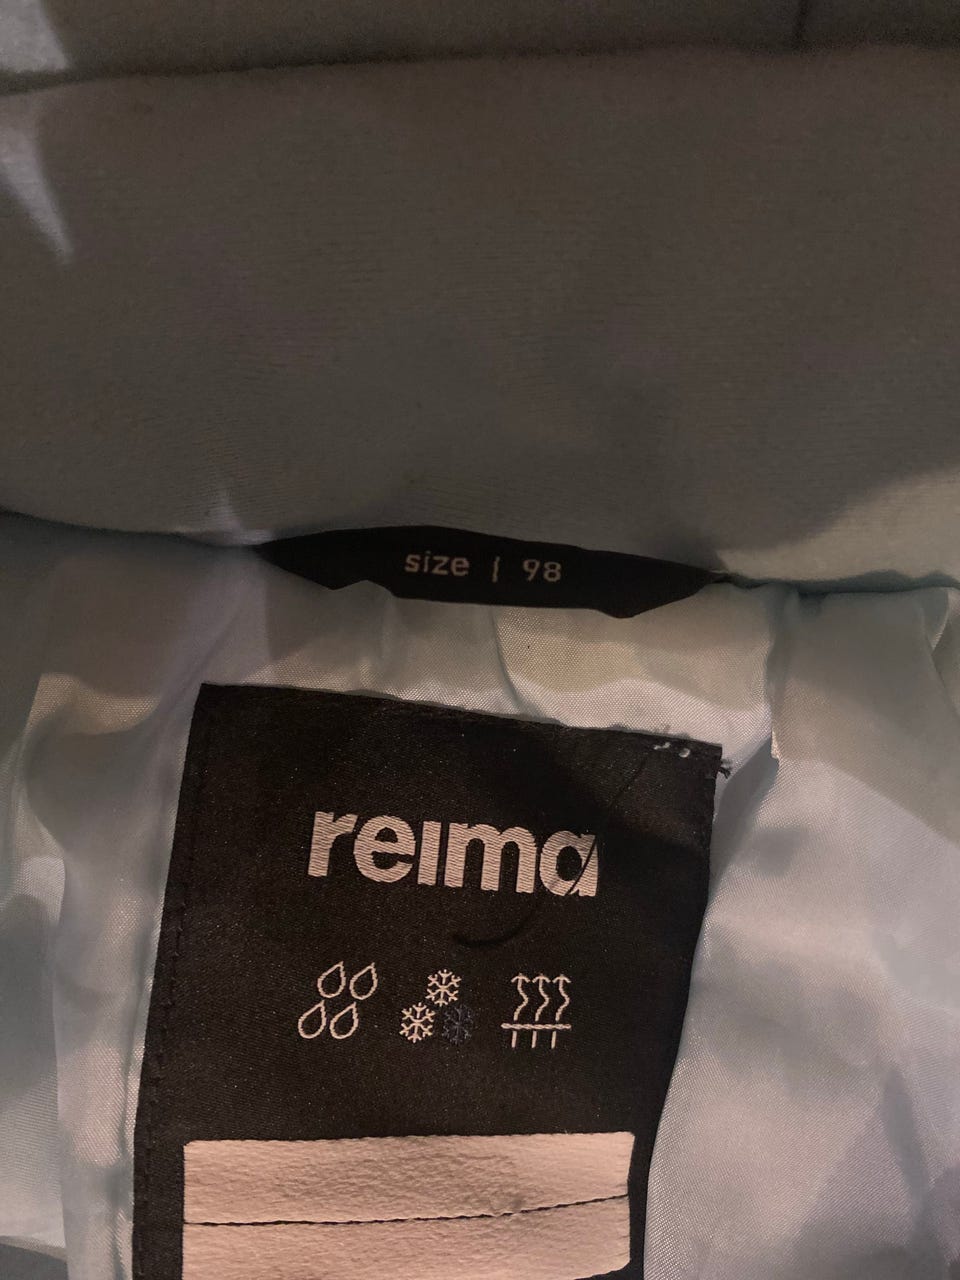 size | 98
reima